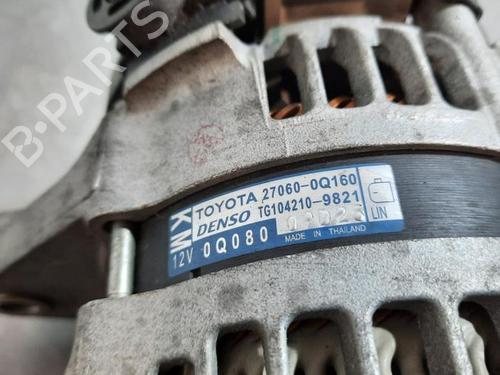 B-PARTS
KM
TOYOTA 27060-0Q160
DENSO TG104210-9821
12V 0Q080
LIN
MADE IN THAILAND